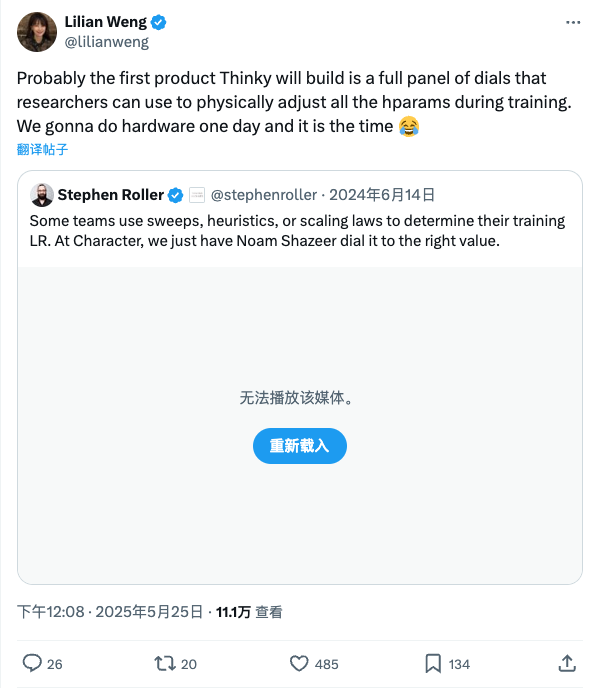 Lilian Weng
@lilianweng
Probably the first product Thinky will build is a full panel of dials that
researchers can use to physically adjust all the hparams during training.
We gonna do hardware one day and it is the time 😂
翻译帖子
Stephen Roller @stephenroller · 2024年6月14日
Some teams use sweeps, heuristics, or scaling laws to determine their training
LR. At Character, we just have Noam Shazeer dial it to the right value.
无法播放该媒体。
重新载入
下午12:08 · 2025年5月25日 · 11.1万 查看
26 20 485 134